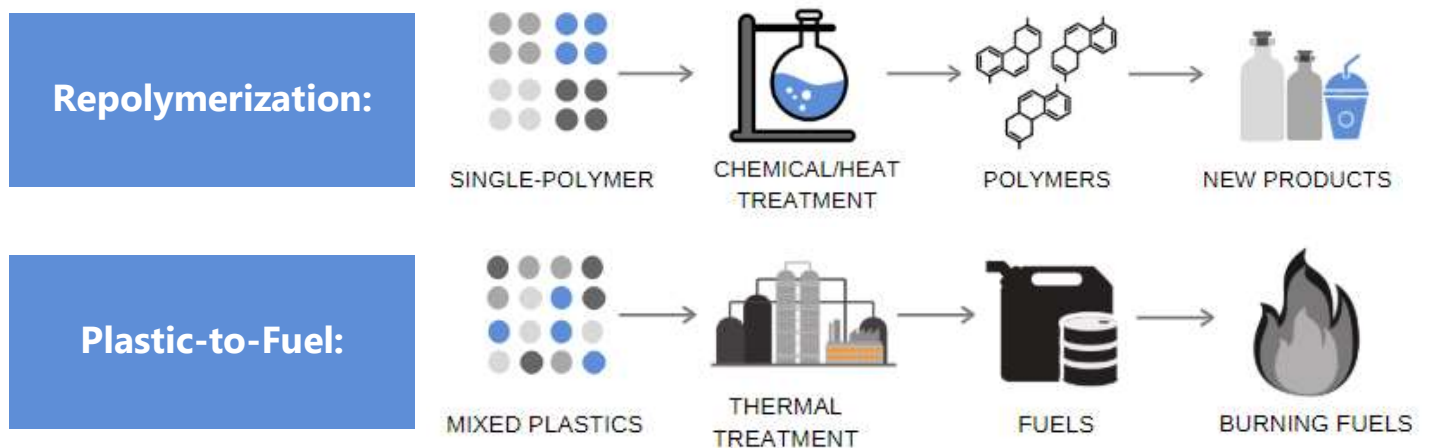 Repolymerization:
SINGLE-POLYMER
CHEMICAL/HEAT
TREATMENT
POLYMERS
NEW PRODUCTS
Plastic-to-Fuel:
MIXED PLASTICS
THERMAL
TREATMENT
FUELS
BURNING FUELS